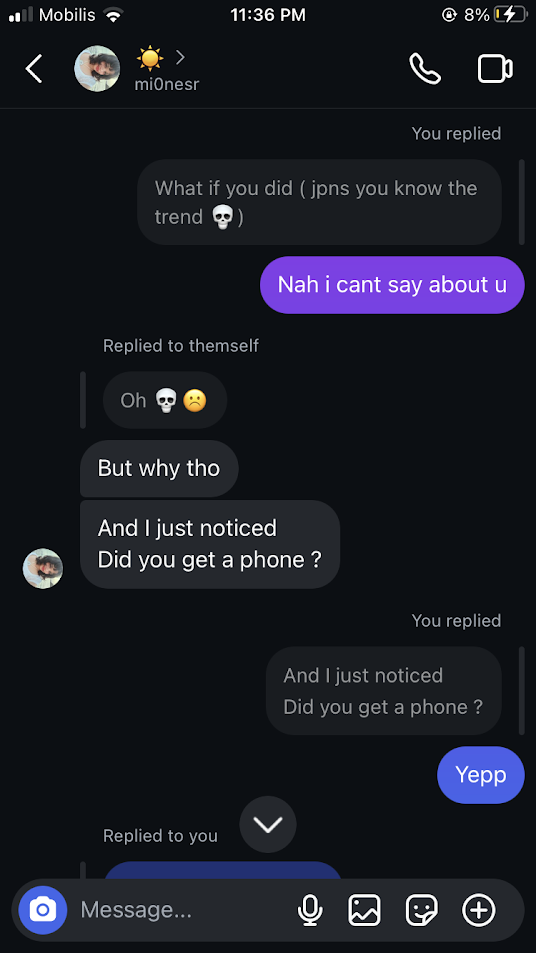 Mobilis 11:36 PM 8%
☀️ >
mi0nesr
You replied
What if you did ( jpns you know the
trend 💀 )
Nah i cant say about u
Replied to themself
Oh 💀☹️
But why tho
And I just noticed
Did you get a phone ?
You replied
And I just noticed
Did you get a phone ?
Yepp
Replied to you
Message...